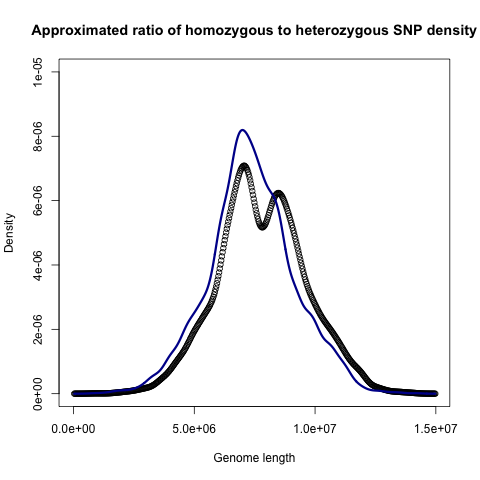 Approximated ratio of homozygous to heterozygous SNP density
Density
1e-05
8e-06
6e-06
4e-06
2e-06
0e+00
0.0e+00 5.0e+06 1.0e+07 1.5e+07
Genome length